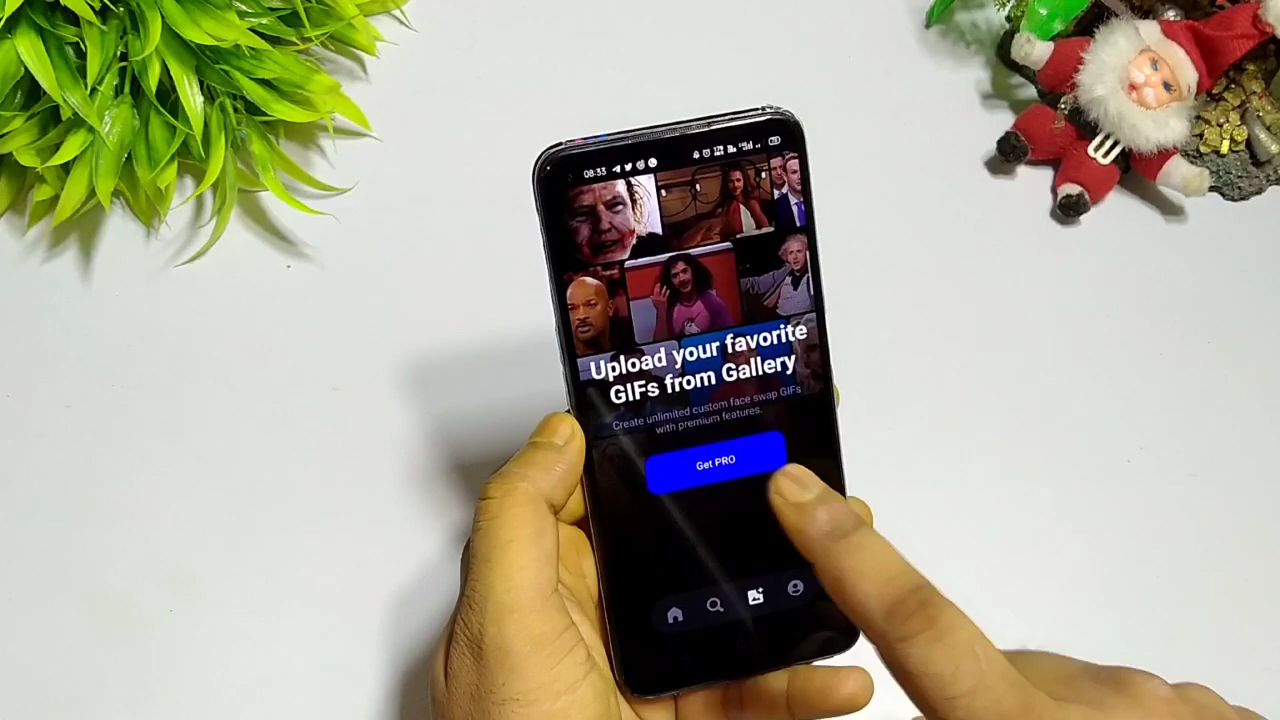 08:33
Upload your favorite
GIFs from Gallery
Create unlimited custom face swap GIFs
with premium features.
Get PRO